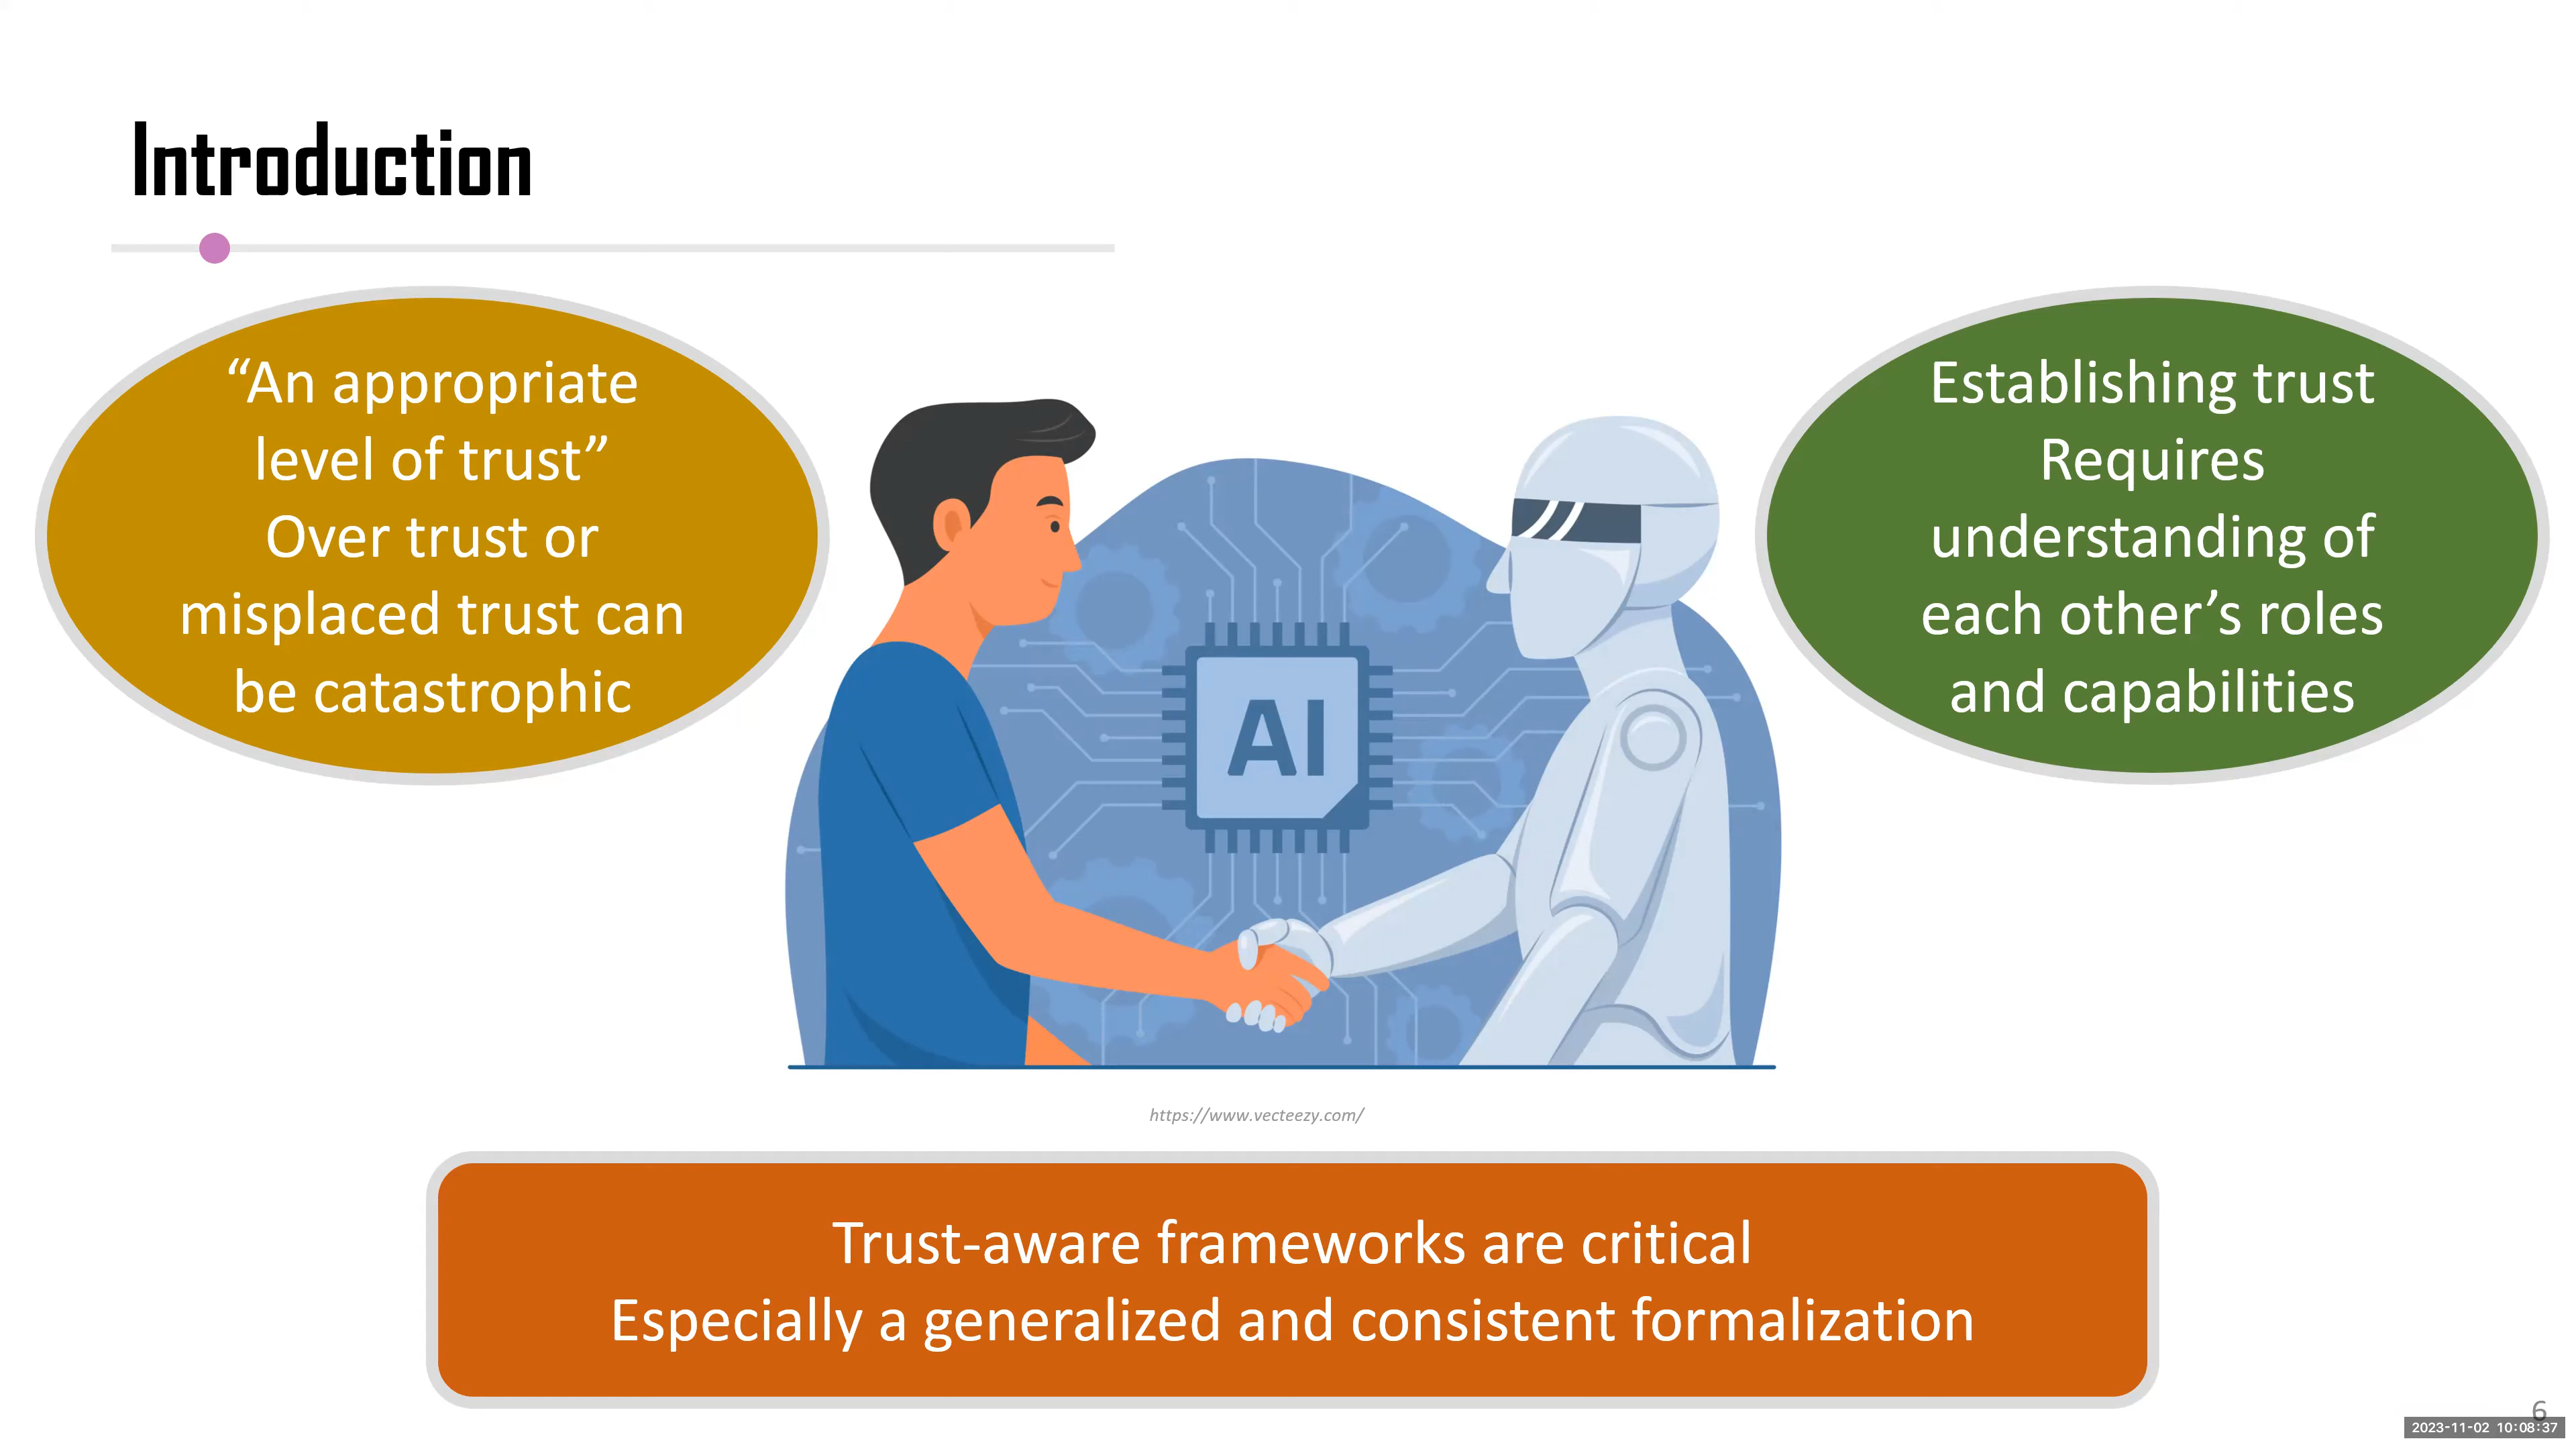 Introduction
“An appropriate
level of trust”
Over trust or
misplaced trust can
be catastrophic
Establishing trust
Requires
understanding of
each other’s roles
and capabilities
AI
https://www.vecteezy.com/
Trust-aware frameworks are critical
Especially a generalized and consistent formalization
6
2023-11-02 10:08:37